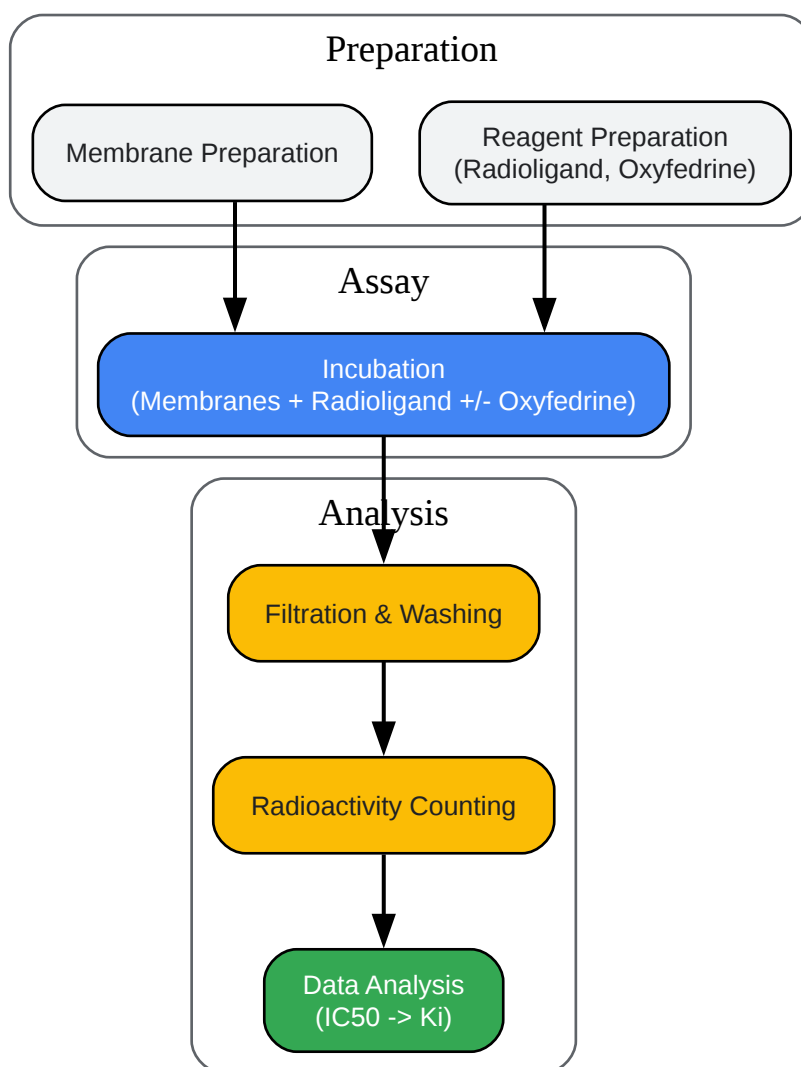 Preparation
Membrane Preparation
Reagent Preparation
(Radioligand, Oxyfedrine)
Assay
Incubation
(Membranes + Radioligand +/- Oxyfedrine)
Analysis
Filtration & Washing
Radioactivity Counting
Data Analysis
(IC50 -> Ki)